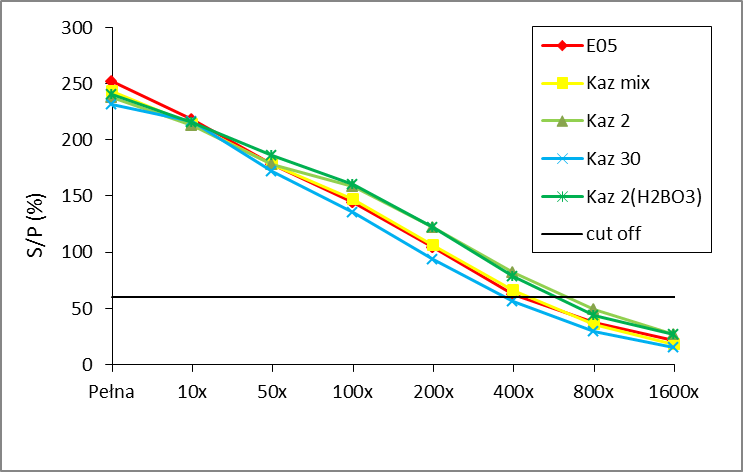 300
250
200
150
100
50
0
S/P (%)
Pełna 10x 50x 100x 200x 400x 800x 1600x
E05
Kaz mix
Kaz 2
Kaz 30
Kaz 2(H2BO3)
cut off